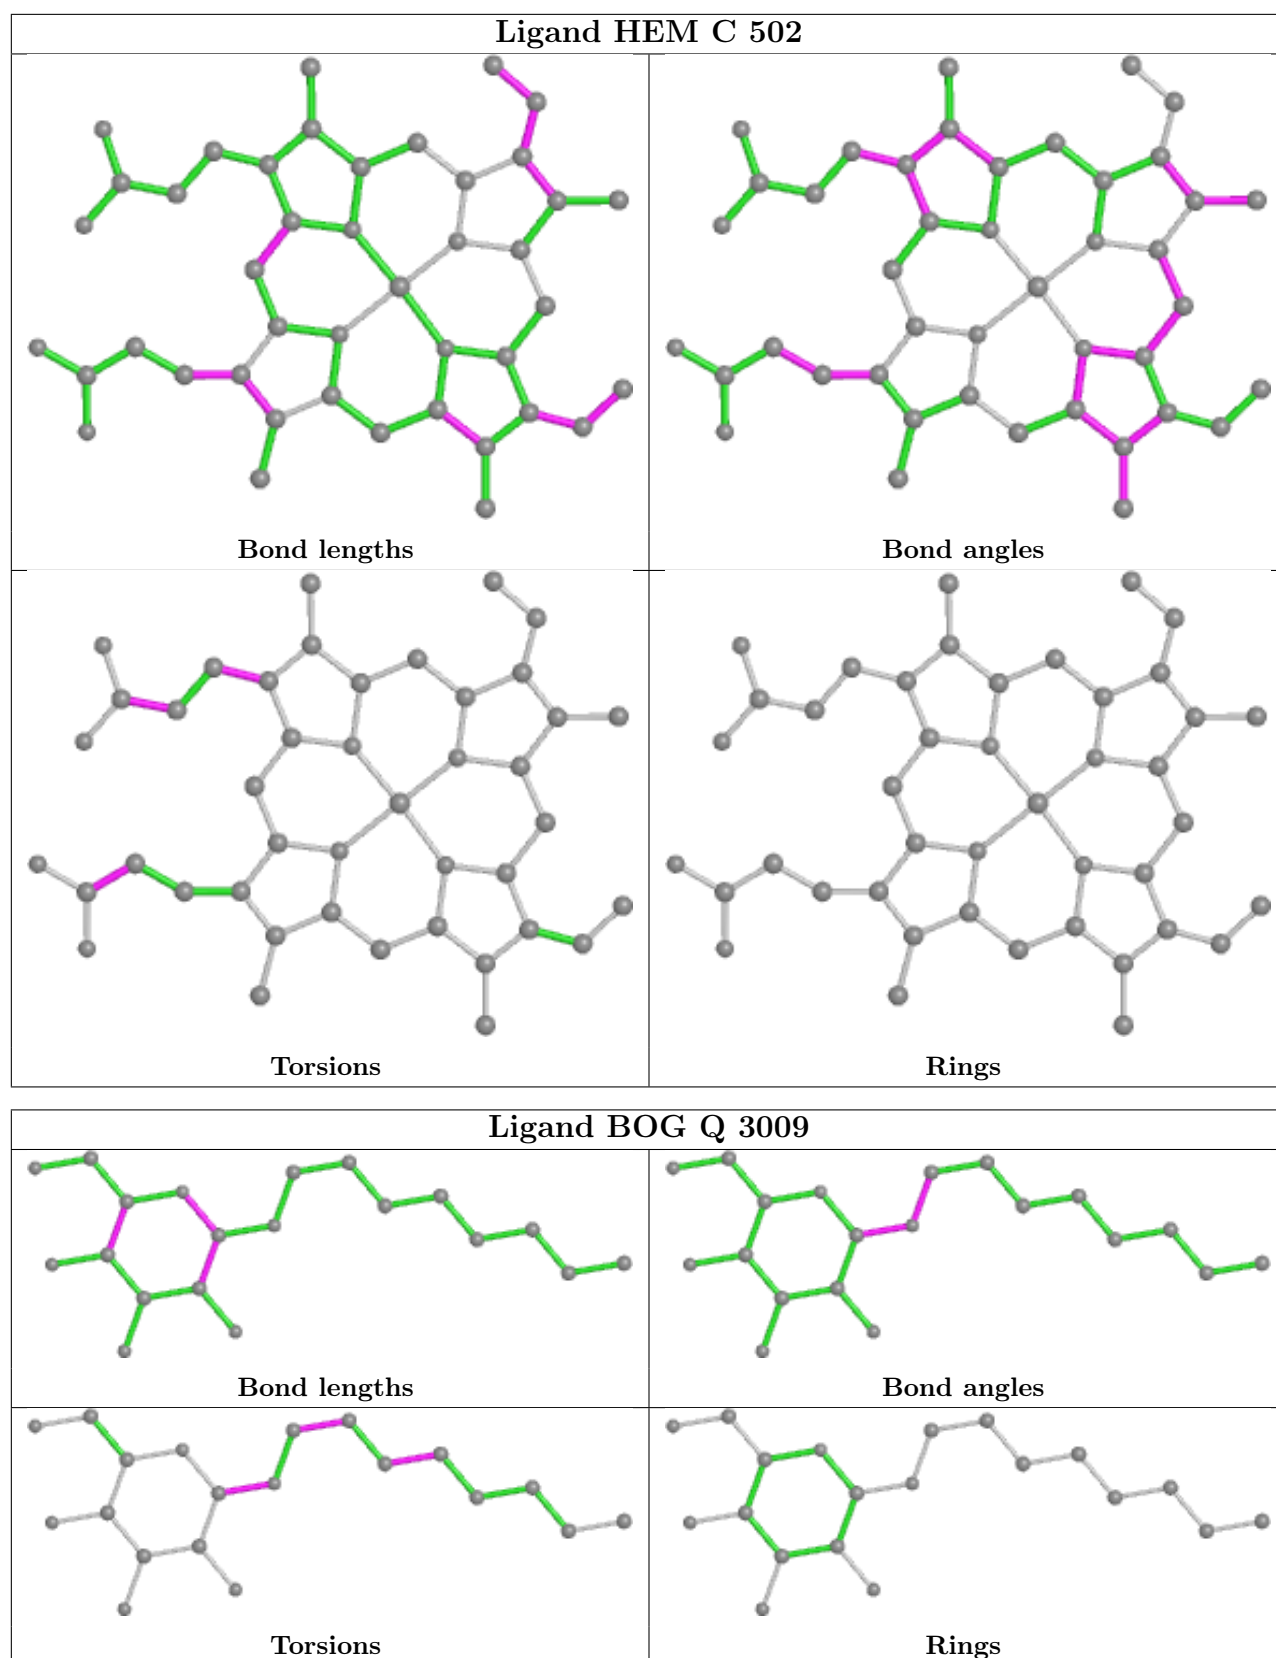 Ligand HEM C 502
Bond lengths
Bond angles
Torsions
Rings
Ligand BOG Q 3009
Bond lengths
Bond angles
Torsions
Rings